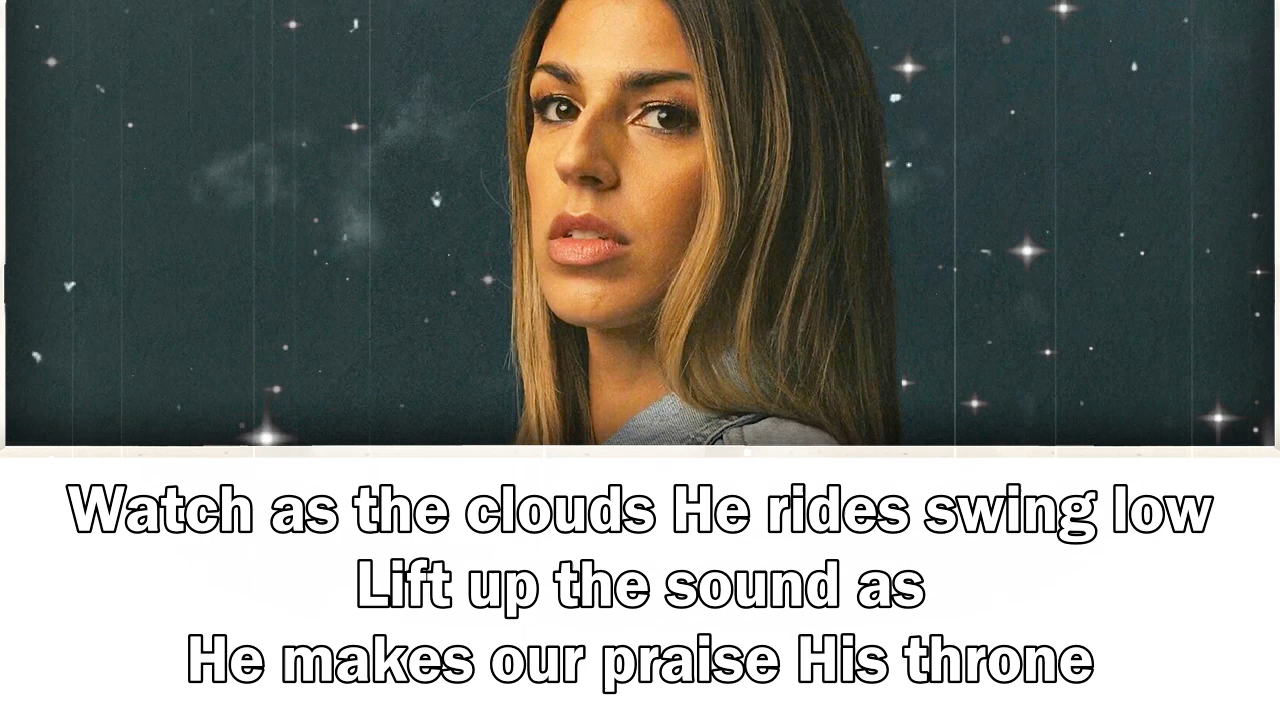 Watch as the clouds He rides swing low
Lift up the sound as
He makes our praise His throne